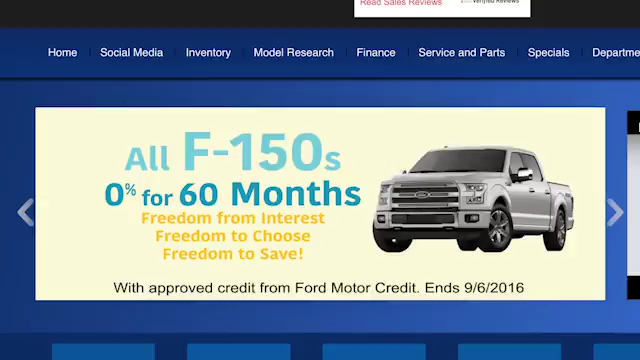 Read Sales Reviews
Verified Reviews
Home
Social Media
Inventory
Model Research
Finance
Service and Parts
Specials
Departme
All F-150s
0% for 60 Months
Freedom from Interest
Freedom to Choose
Freedom to Save!
With approved credit from Ford Motor Credit. Ends 9/6/2016